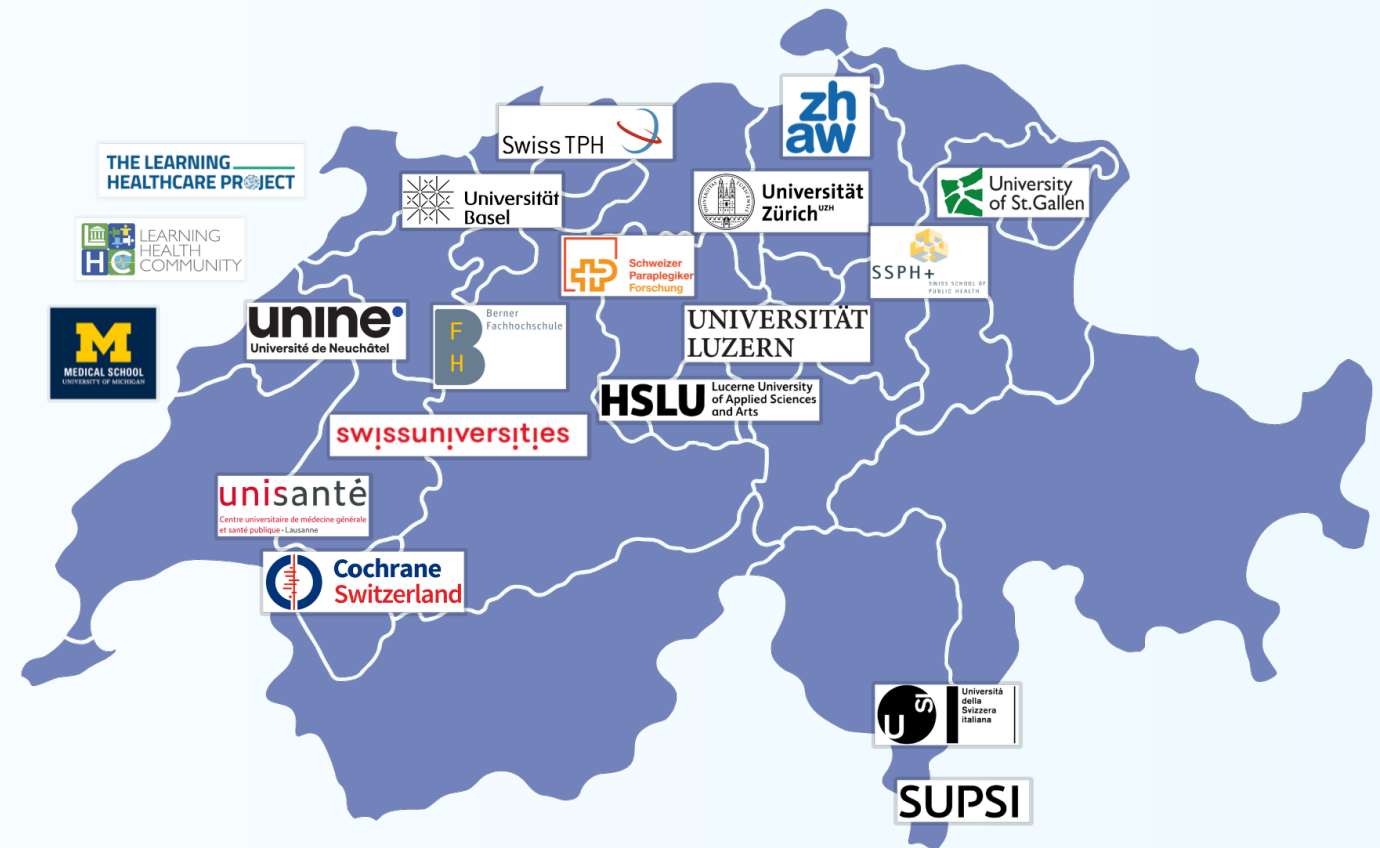 zh
aw
Swiss TPH
THE LEARNING
HEALTHCARE PROJECT
Universität
Basel
UNIVERSITAS TURICENSIS
Universität
Zürich UZH
University
of St.Gallen
LEARNING
HEALTH
COMMUNITY
L
H C
Schweizer
Paraplegiker
Forschung
SSPH+
SWISS SCHOOL OF
PUBLIC HEALTH
M
MEDICAL SCHOOL
UNIVERSITY OF MICHIGAN
unine
Université de Neuchâtel
B
F
H
Berner
Fachhochschule
UNIVERSITÄT
LUZERN
HSLU
Lucerne University
of Applied Sciences
and Arts
swissuniversities
unisanté
Centre universitaire de médecine générale
et santé publique • Lausanne
Cochrane
Switzerland
U
SI
Università
della
Svizzera
italiana
SUPSI